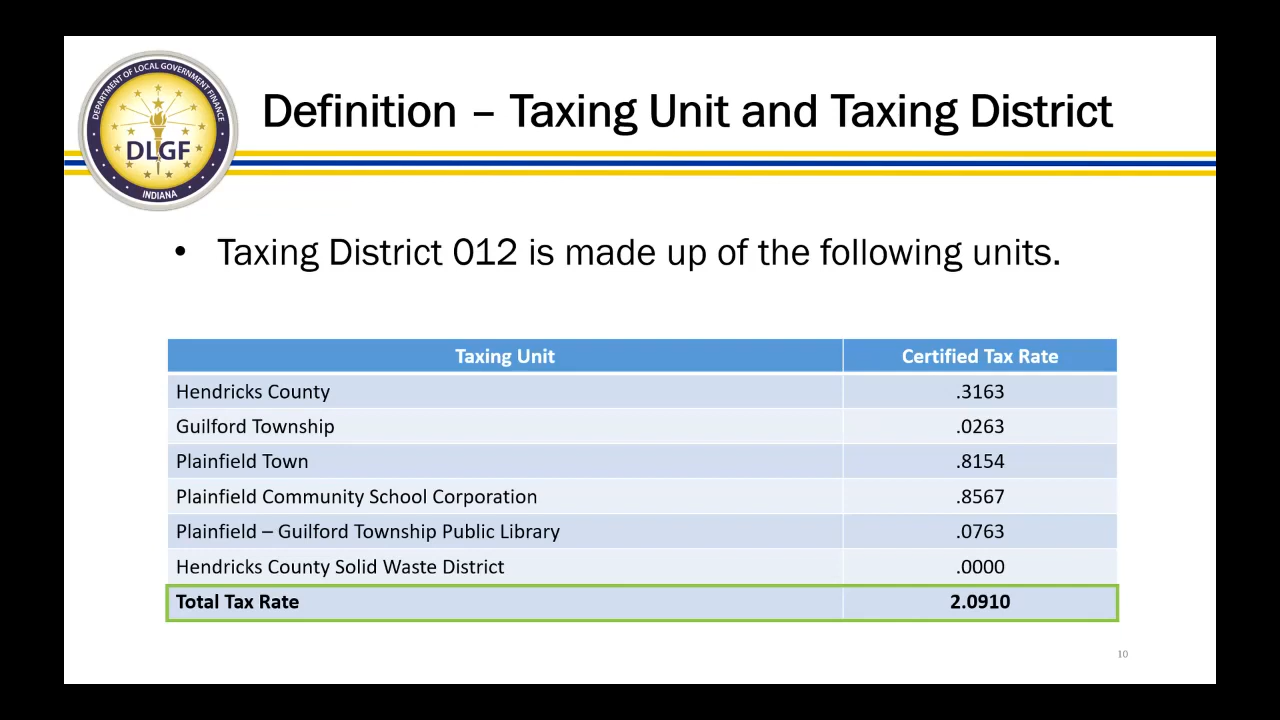 DEPARTMENT OF LOCAL GOVERNMENT FINANCE
DLGF
INDIANA
Definition – Taxing Unit and Taxing District
• Taxing District 012 is made up of the following units.
Taxing Unit Certified Tax Rate
Hendricks County .3163
Guilford Township .0263
Plainfield Town .8154
Plainfield Community School Corporation .8567
Plainfield – Guilford Township Public Library .0763
Hendricks County Solid Waste District .0000
Total Tax Rate 2.0910
10